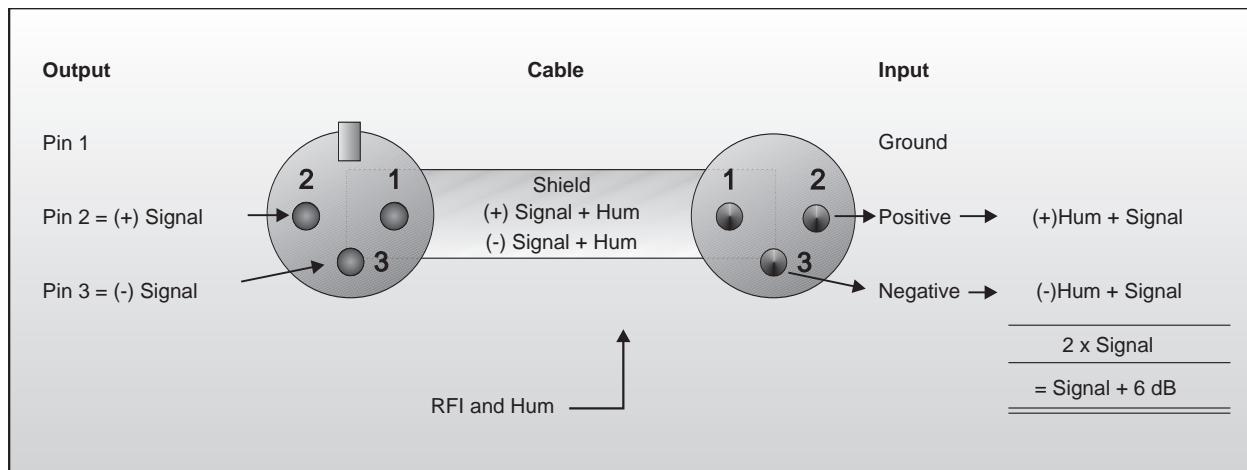 Output Cable Input
Pin 1 Ground
2 1 Shield 1 2
Pin 2 = (+) Signal (+) Signal + Hum Positive (+)Hum + Signal
(-) Signal + Hum
3 3
Pin 3 = (-) Signal Negative (-)Hum + Signal
2 x Signal
= Signal + 6 dB
RFI and Hum